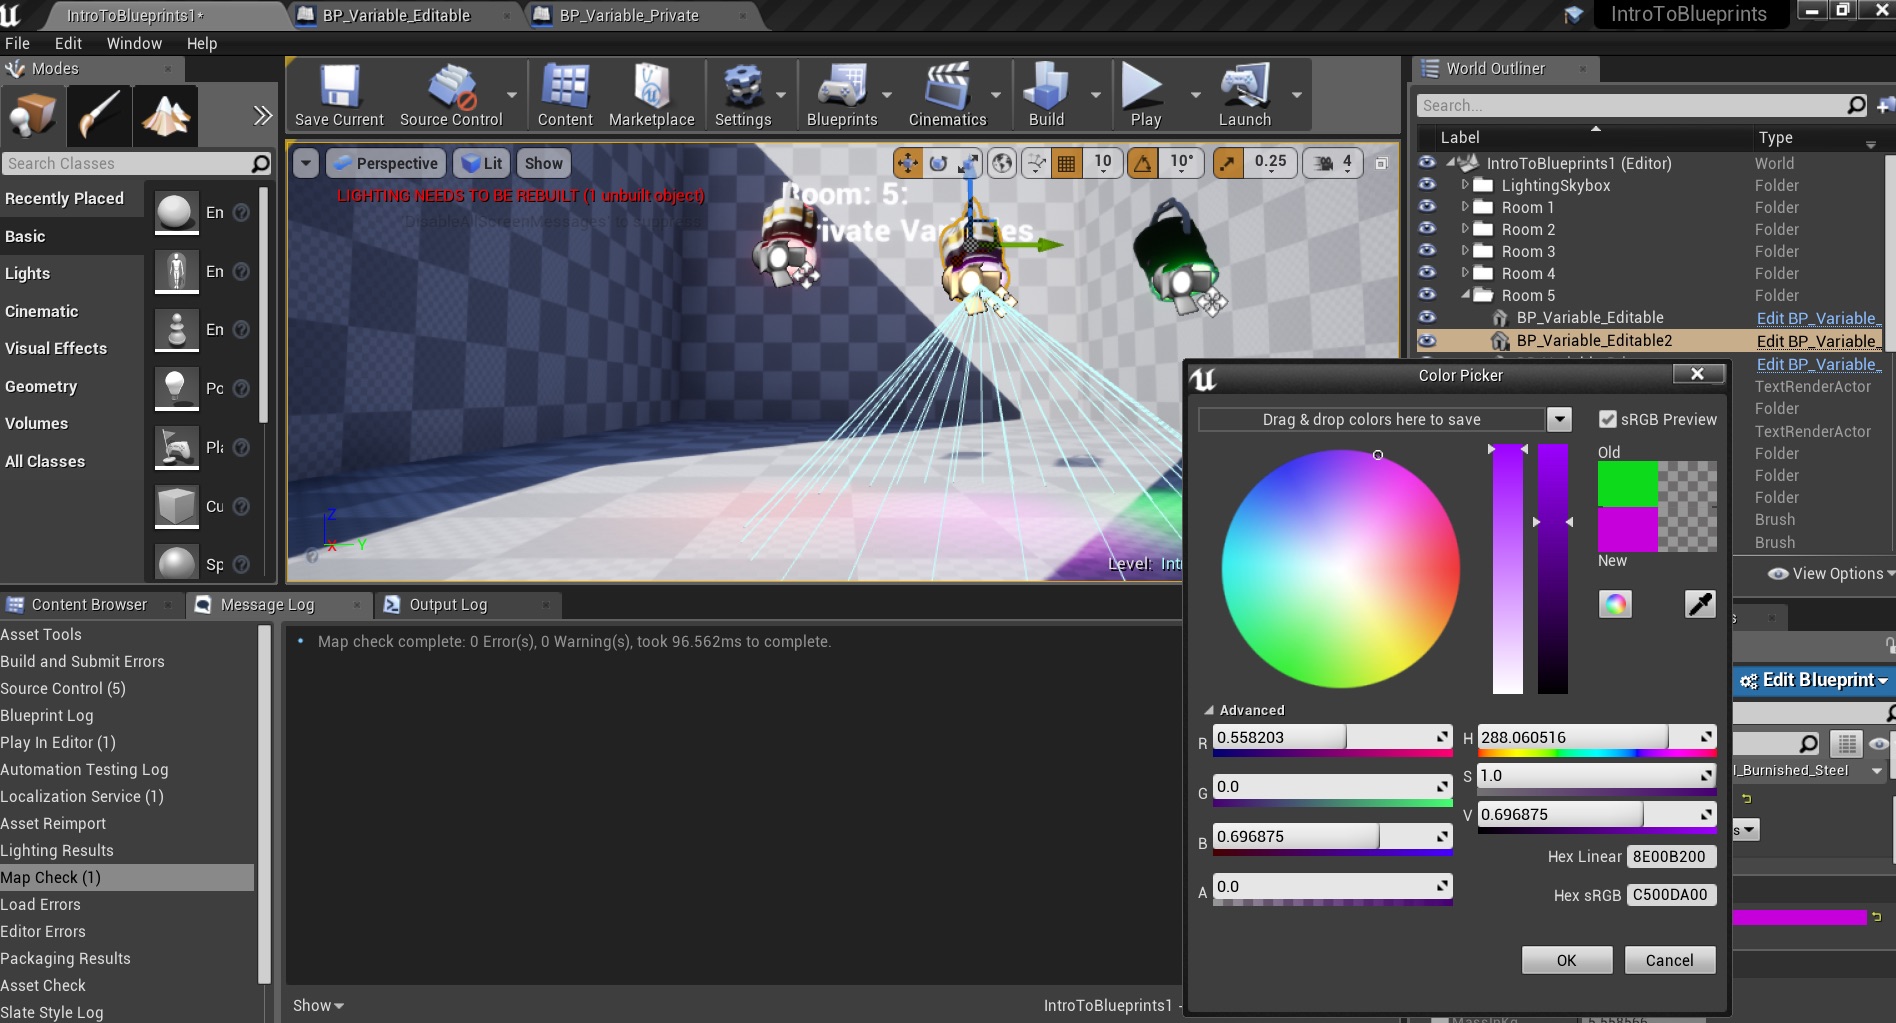 IntroToBlueprints1*
BP_Variable_Editable
BP_Variable_Private
IntroToBlueprints
File
Edit
Window
Help
Modes
Search Classes
Recently Placed
Basic
Lights
Cinematic
Visual Effects
Geometry
Volumes
All Classes
En
En
En
Po
Pla
Cu
Sp
Save Current
Source Control
Content
Marketplace
Settings
Blueprints
Cinematics
Build
Play
Launch
Perspective
Lit
Show
10
10°
0.25
4
LIGHTING NEEDS TO BE REBUILT (1 unbuilt object)
'DisableAllScreenMessages' to suppress
Room: 5:
Z
X
Y
Level:
World Outliner
Search...
Label
Type
IntroToBlueprints1 (Editor)
World
LightingSkybox
Folder
Room 1
Folder
Room 2
Folder
Room 3
Folder
Room 4
Folder
Room 5
Folder
BP_Variable_Editable
Edit BP_Variable_
BP_Variable_Editable2
Edit BP_Variable_
Edit BP_Variable_
TextRenderActor
Folder
TextRenderActor
Folder
Folder
Folder
Brush
Brush
View Options
Edit Blueprint
l_Burnished_Steel
Color Picker
Drag & drop colors here to save
sRGB Preview
Old
New
Advanced
R
0.558203
G
0.0
B
0.696875
A
0.0
H
288.060516
S
1.0
V
0.696875
Hex Linear
8E00B200
Hex sRGB
C500DA00
OK
Cancel
Content Browser
Message Log
Output Log
Asset Tools
Build and Submit Errors
Source Control (5)
Blueprint Log
Play In Editor (1)
Automation Testing Log
Localization Service (1)
Asset Reimport
Lighting Results
Map Check (1)
Load Errors
Editor Errors
Packaging Results
Asset Check
Slate Style Log
Map check complete: 0 Error(s), 0 Warning(s), took 96.562ms to complete.
Show
IntroToBlueprints1 -